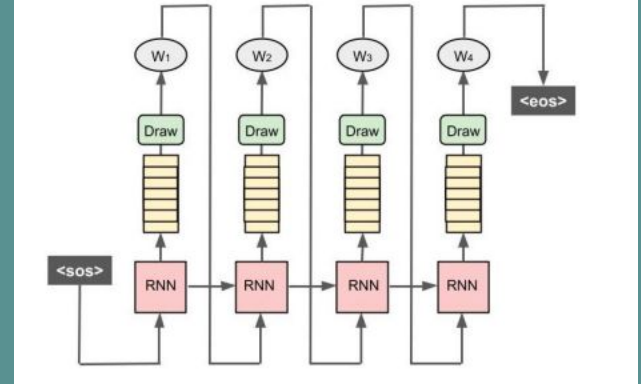 W1 W2 W3 W4
<eos>
Draw Draw Draw Draw
<sos>
RNN RNN RNN RNN